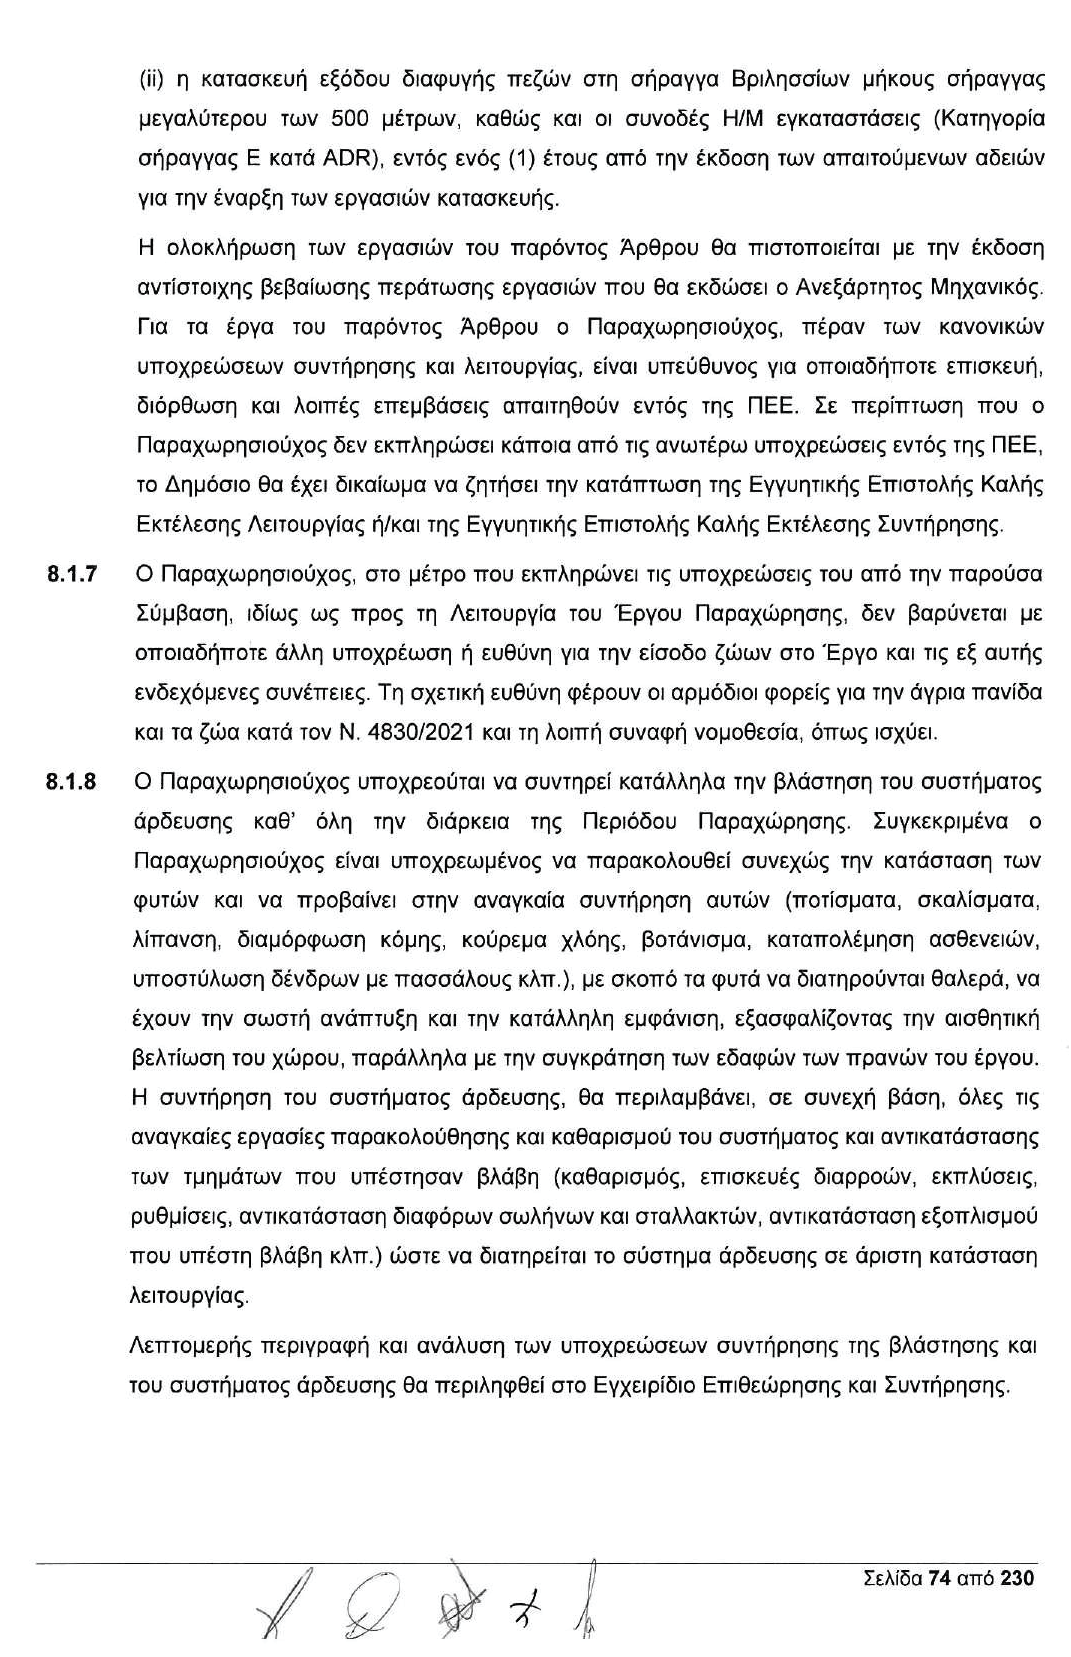 (ii) η κατασκευή εξόδου διαφυγής πεζών στη σήραγγα Βριλησσίων μήκους σήραγγας
μεγαλύτερου των 500 μέτρων, καθώς και οι συνοδές Η/Μ εγκαταστάσεις (Κατηγορία
σήραγγας Ε κατά ADR), εντός ενός (1) έτους από την έκδοση των απαιτούμενων αδειών
για την έναρξη των εργασιών κατασκευής.
Η ολοκλήρωση των εργασιών του παρόντος Άρθρου θα πιστοποιείται με την έκδοση
αντίστοιχης βεβαίωσης περάτωσης εργασιών που θα εκδώσει ο Ανεξάρτητος Μηχανικός.
Για τα έργα του παρόντος Άρθρου ο Παραχωρησιούχος, πέραν των κανονικών
υποχρεώσεων συντήρησης και λειτουργίας, είναι υπεύθυνος για οποιαδήποτε επισκευή,
διόρθωση και λοιπές επεμβάσεις απαιτηθούν εντός της ΠΕΕ. Σε περίπτωση που ο
Παραχωρησιούχος δεν εκπληρώσει κάποια από τις ανωτέρω υποχρεώσεις εντός της ΠΕΕ,
το Δημόσιο θα έχει δικαίωμα να ζητήσει την κατάπτωση της Εγγυητικής Επιστολής Καλής
Εκτέλεσης Λειτουργίας ή/και της Εγγυητικής Επιστολής Καλής Εκτέλεσης Συντήρησης.
8.1.7 Ο Παραχωρησιούχος, στο μέτρο που εκπληρώνει τις υποχρεώσεις του από την παρούσα
Σύμβαση, ιδίως ως προς τη Λειτουργία του Έργου Παραχώρησης, δεν βαρύνεται με
οποιαδήποτε άλλη υποχρέωση ή ευθύνη για την είσοδο ζώων στο Έργο και τις εξ αυτής
ενδεχόμενες συνέπειες. Τη σχετική ευθύνη φέρουν οι αρμόδιοι φορείς για την άγρια πανίδα
και τα ζώα κατά τον Ν. 4830/2021 και τη λοιπή συναφή νομοθεσία, όπως ισχύει.
8.1.8 Ο Παραχωρησιούχος υποχρεούται να συντηρεί κατάλληλα την βλάστηση του συστήματος
άρδευσης καθ' όλη την διάρκεια της Περιόδου Παραχώρησης. Συγκεκριμένα ο
Παραχωρησιούχος είναι υποχρεωμένος να παρακολουθεί συνεχώς την κατάσταση των
φυτών και να προβαίνει στην αναγκαία συντήρηση αυτών (ποτίσματα, σκαλίσματα,
λίπανση, διαμόρφωση κόμης, κούρεμα χλόης, βοτάνισμα, καταπολέμηση ασθενειών,
υποστύλωση δένδρων με πασσάλους κλπ.), με σκοπό τα φυτά να διατηρούνται θαλερά, να
έχουν την σωστή ανάπτυξη και την κατάλληλη εμφάνιση, εξασφαλίζοντας την αισθητική
βελτίωση του χώρου, παράλληλα με την συγκράτηση των εδαφών των πρανών του έργου.
Η συντήρηση του συστήματος άρδευσης, θα περιλαμβάνει, σε συνεχή βάση, όλες τις
αναγκαίες εργασίες παρακολούθησης και καθαρισμού του συστήματος και αντικατάστασης
των τμημάτων που υπέστησαν βλάβη (καθαρισμός, επισκευές διαρροών, εκπλύσεις,
ρυθμίσεις, αντικατάσταση διαφόρων σωλήνων και σταλλακτών, αντικατάσταση εξοπλισμού
που υπέστη βλάβη κλπ.) ώστε να διατηρείται το σύστημα άρδευσης σε άριστη κατάσταση
λειτουργίας.
Λεπτομερής περιγραφή και ανάλυση των υποχρεώσεων συντήρησης της βλάστησης και
του συστήματος άρδευσης θα περιληφθεί στο Εγχειρίδιο Επιθεώρησης και Συντήρησης.
Σελίδα 74 από 230